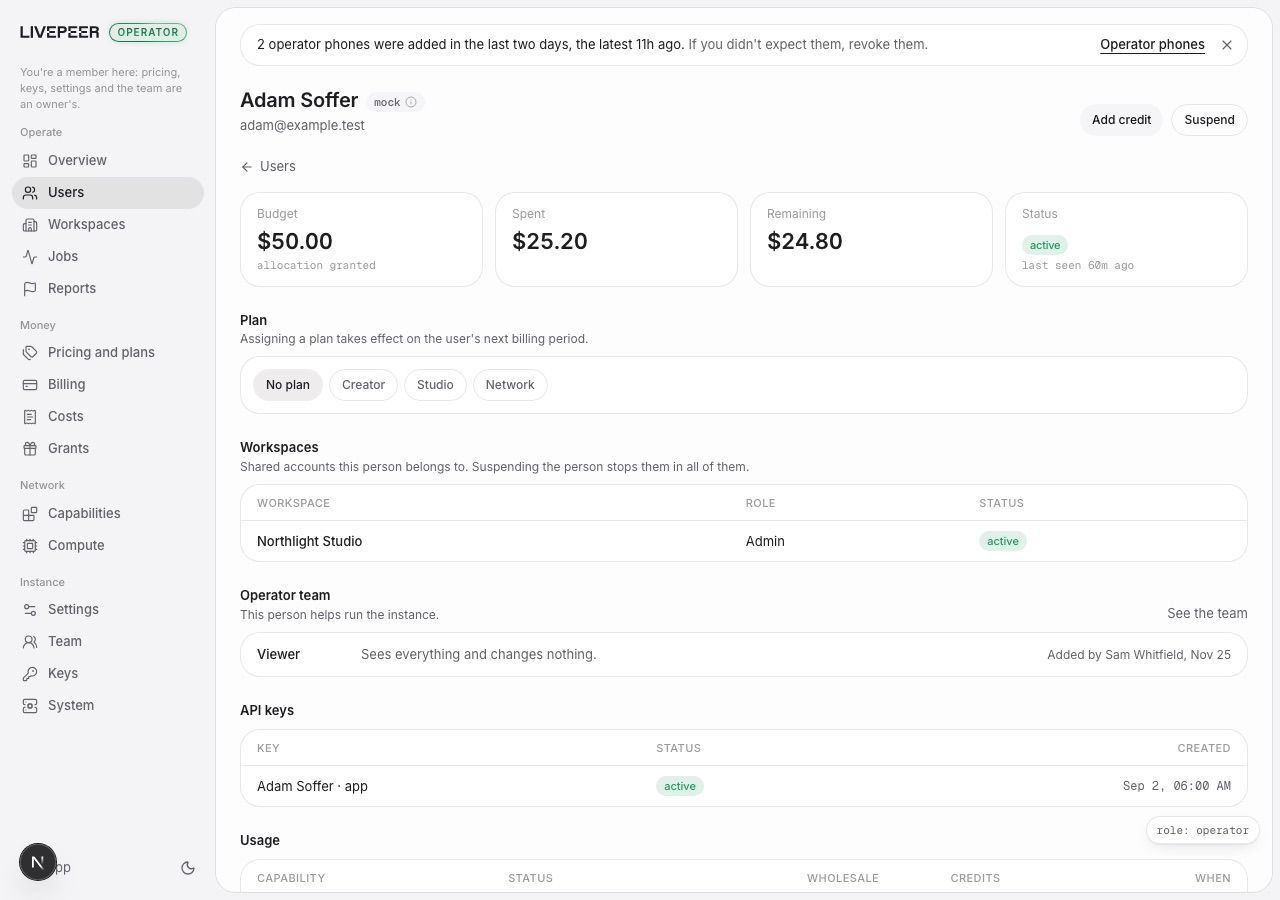 LIVEPEER OPERATOR
You're a member here: pricing,
keys, settings and the team are
an owner's.
Operate
Overview
Users
Workspaces
Jobs
Reports
Money
Pricing and plans
Billing
Costs
Grants
Network
Capabilities
Compute
Instance
Settings
Team
Keys
System
N
pp
2 operator phones were added in the last two days, the latest 11h ago. If you didn't expect them, revoke them.
Operator phones
Adam Soffer mock
adam@example.test
Add credit
Suspend
Users
Budget
$50.00
allocation granted
Spent
$25.20
Remaining
$24.80
Status
active
last seen 60m ago
Plan
Assigning a plan takes effect on the user's next billing period.
No plan Creator Studio Network
Workspaces
Shared accounts this person belongs to. Suspending the person stops them in all of them.
WORKSPACE ROLE STATUS
Northlight Studio Admin active
Operator team
This person helps run the instance.
See the team
Viewer Sees everything and changes nothing. Added by Sam Whitfield, Nov 25
API keys
KEY STATUS CREATED
Adam Soffer · app active Sep 2, 06:00 AM
role: operator
Usage
CAPABILITY STATUS WHOLESALE CREDITS WHEN